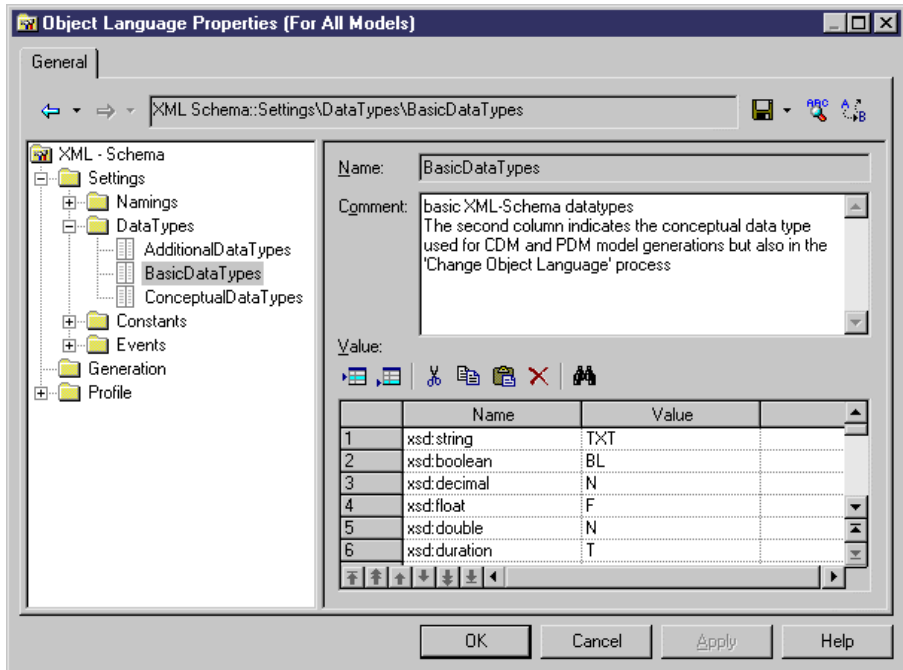 Object Language Properties (For All Models)
General
XML Schema::Settings\DataTypes\BasicDataTypes
ABC
A
B
XML - Schema
Settings
Namings
DataTypes
AdditionalDataTypes
BasicDataTypes
ConceptualDataTypes
Constants
Events
Generation
Profile
Name: BasicDataTypes
Comment: basic XML-Schema datatypes
The second column indicates the conceptual data type
used for CDM and PDM model generations but also in the
'Change Object Language' process
Value:
Name Value
1 xsd:string TXT
2 xsd:boolean BL
3 xsd:decimal N
4 xsd:float F
5 xsd:double N
6 xsd:duration T
OK Cancel Apply Help